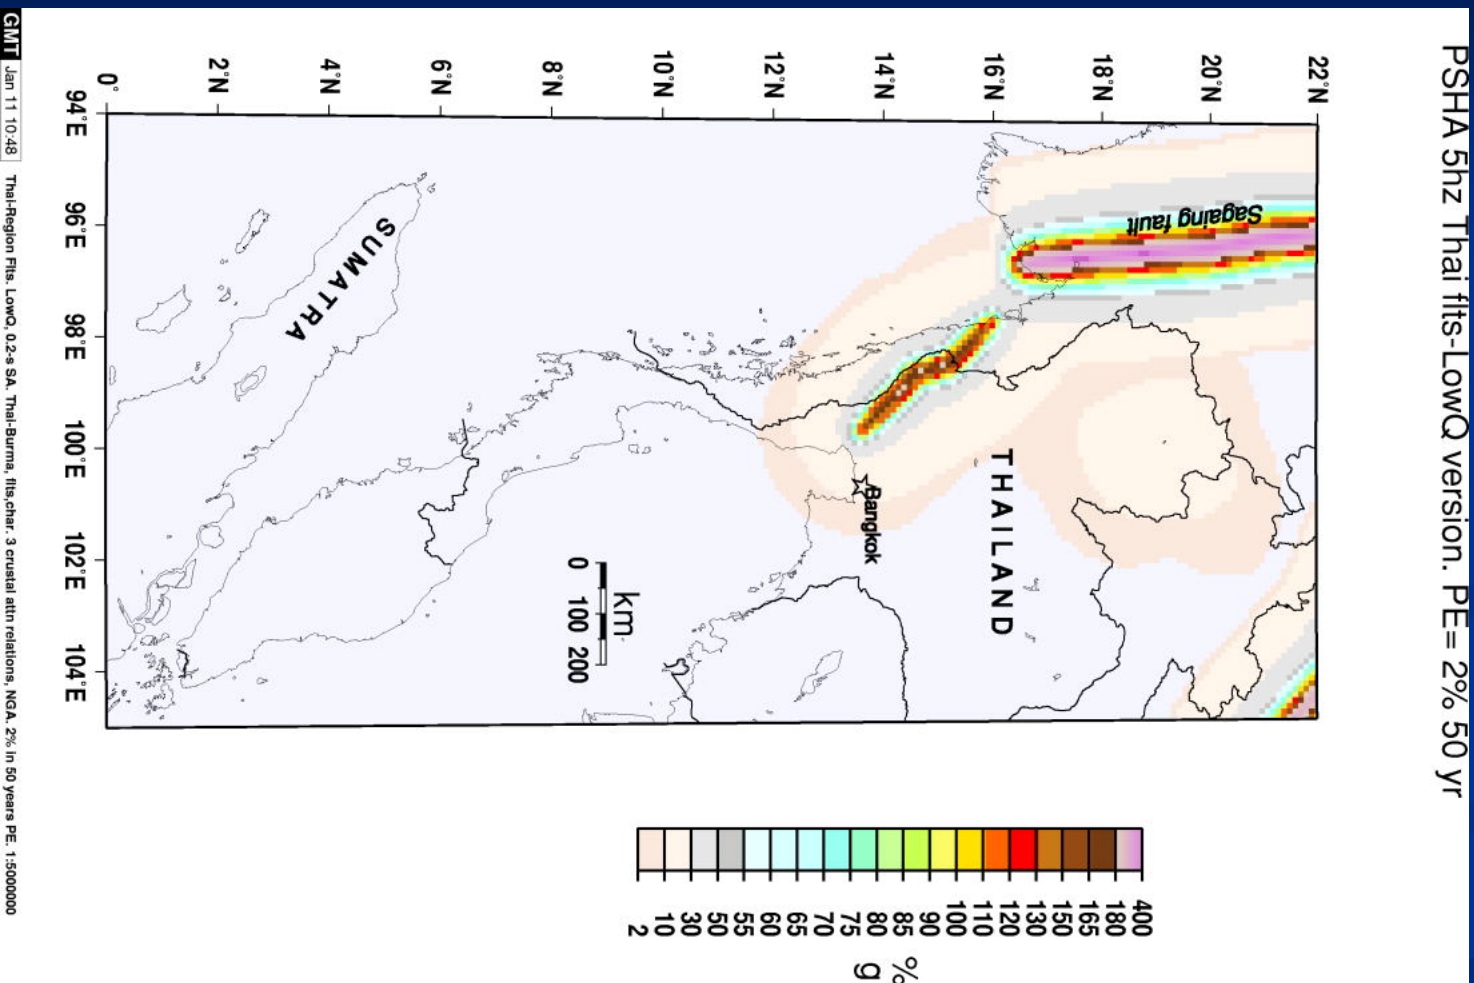 PSHA 5hz Thai flts-LowQ version. PE= 2% 50 yr
22°N
20°N
18°N
16°N
14°N
12°N
10°N
8°N
6°N
4°N
2°N
0°
94°E
96°E
98°E
100°E
102°E
104°E
Sagaing fault
THAILAND
Bangkok
SUMATRA
km
0 100 200
400
180
165
150
130
120
110
100
90
85
80
75
70
65
60
55
50
30
10
2
% g
GMT Jan 11 10:48 Thai-Region Flts. LowQ, 0.2-s SA. Thai-Burma, flts,char. 3 crustal attn relations, NGA. 2% in 50 years PE. 1:5000000